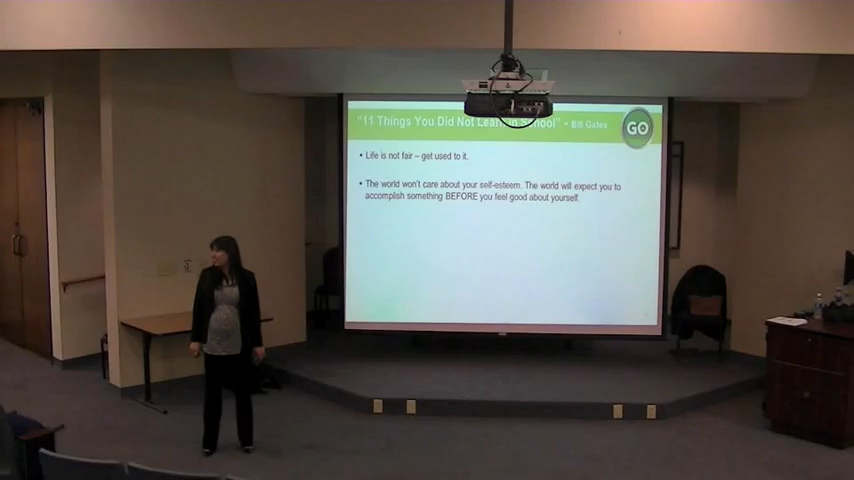 "11 Things You Did Not Learn in School" - Bill Gates
GO
• Life is not fair – get used to it.
• The world won't care about your self-esteem. The world will expect you to
accomplish something BEFORE you feel good about yourself.